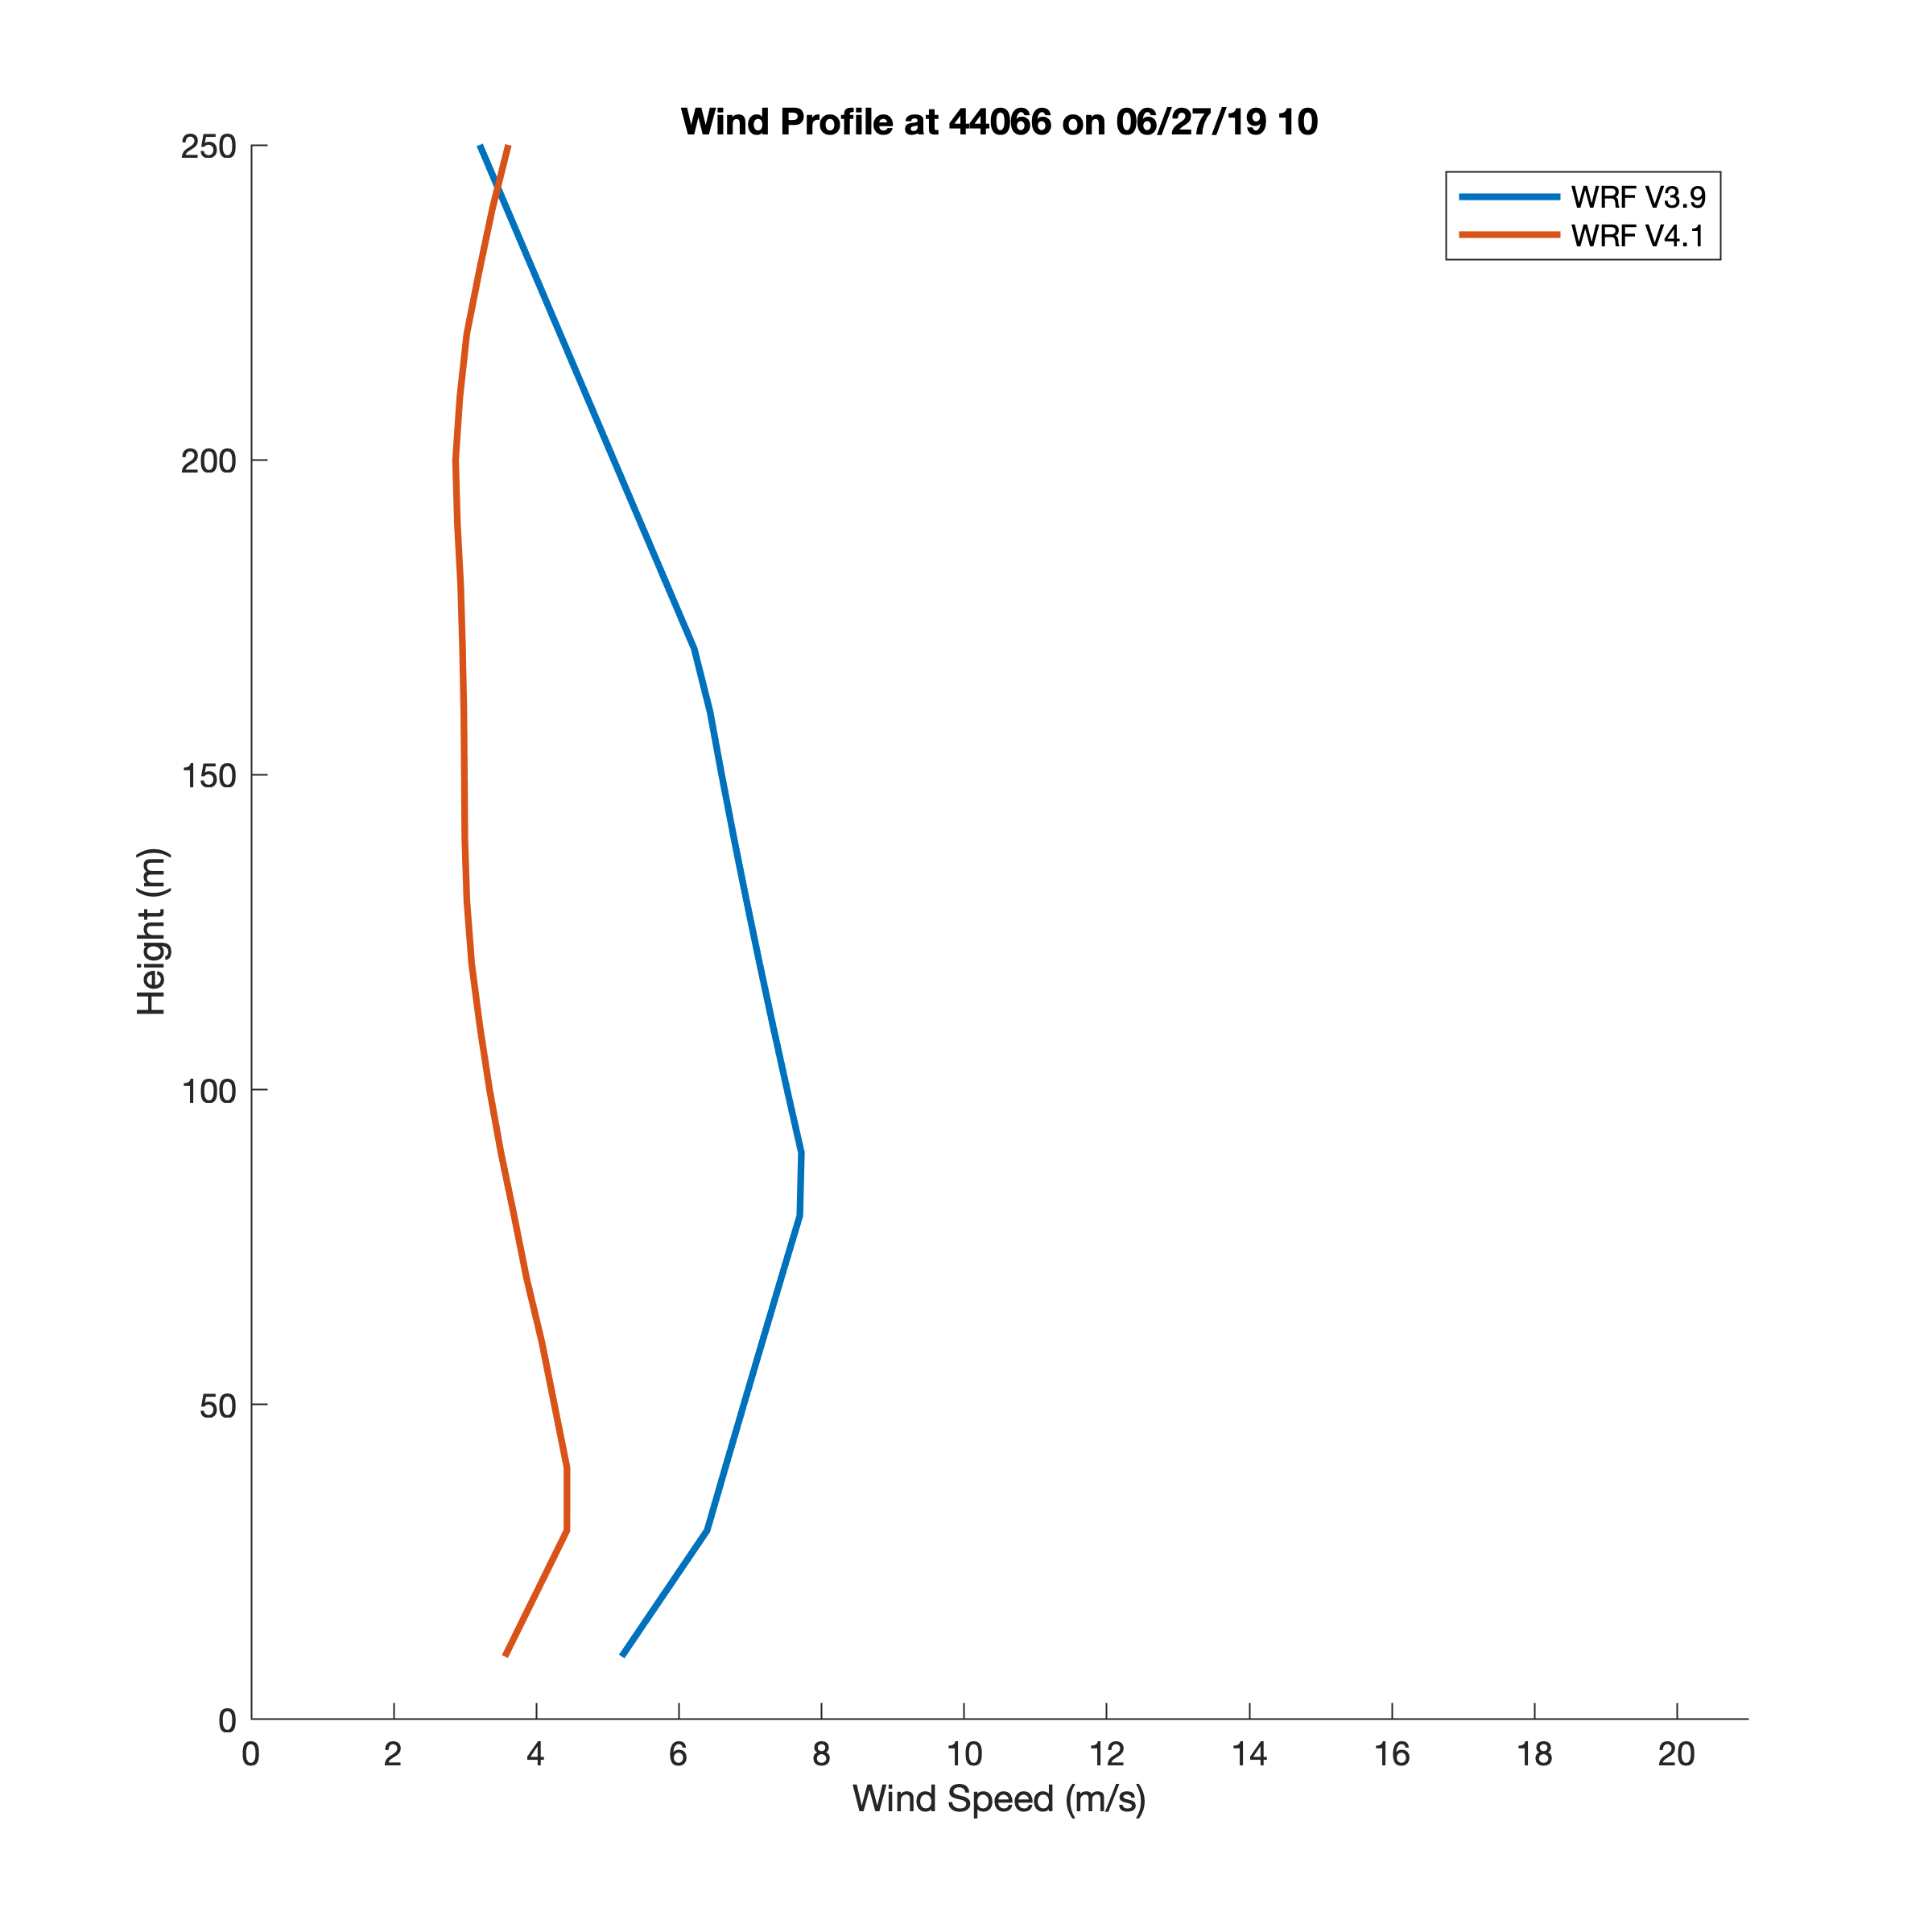 Wind Profile at 44066 on 06/27/19 10
WRF V3.9
WRF V4.1
250
200
150
100
50
0
Height (m)
0 2 4 6 8 10 12 14 16 18 20
Wind Speed (m/s)